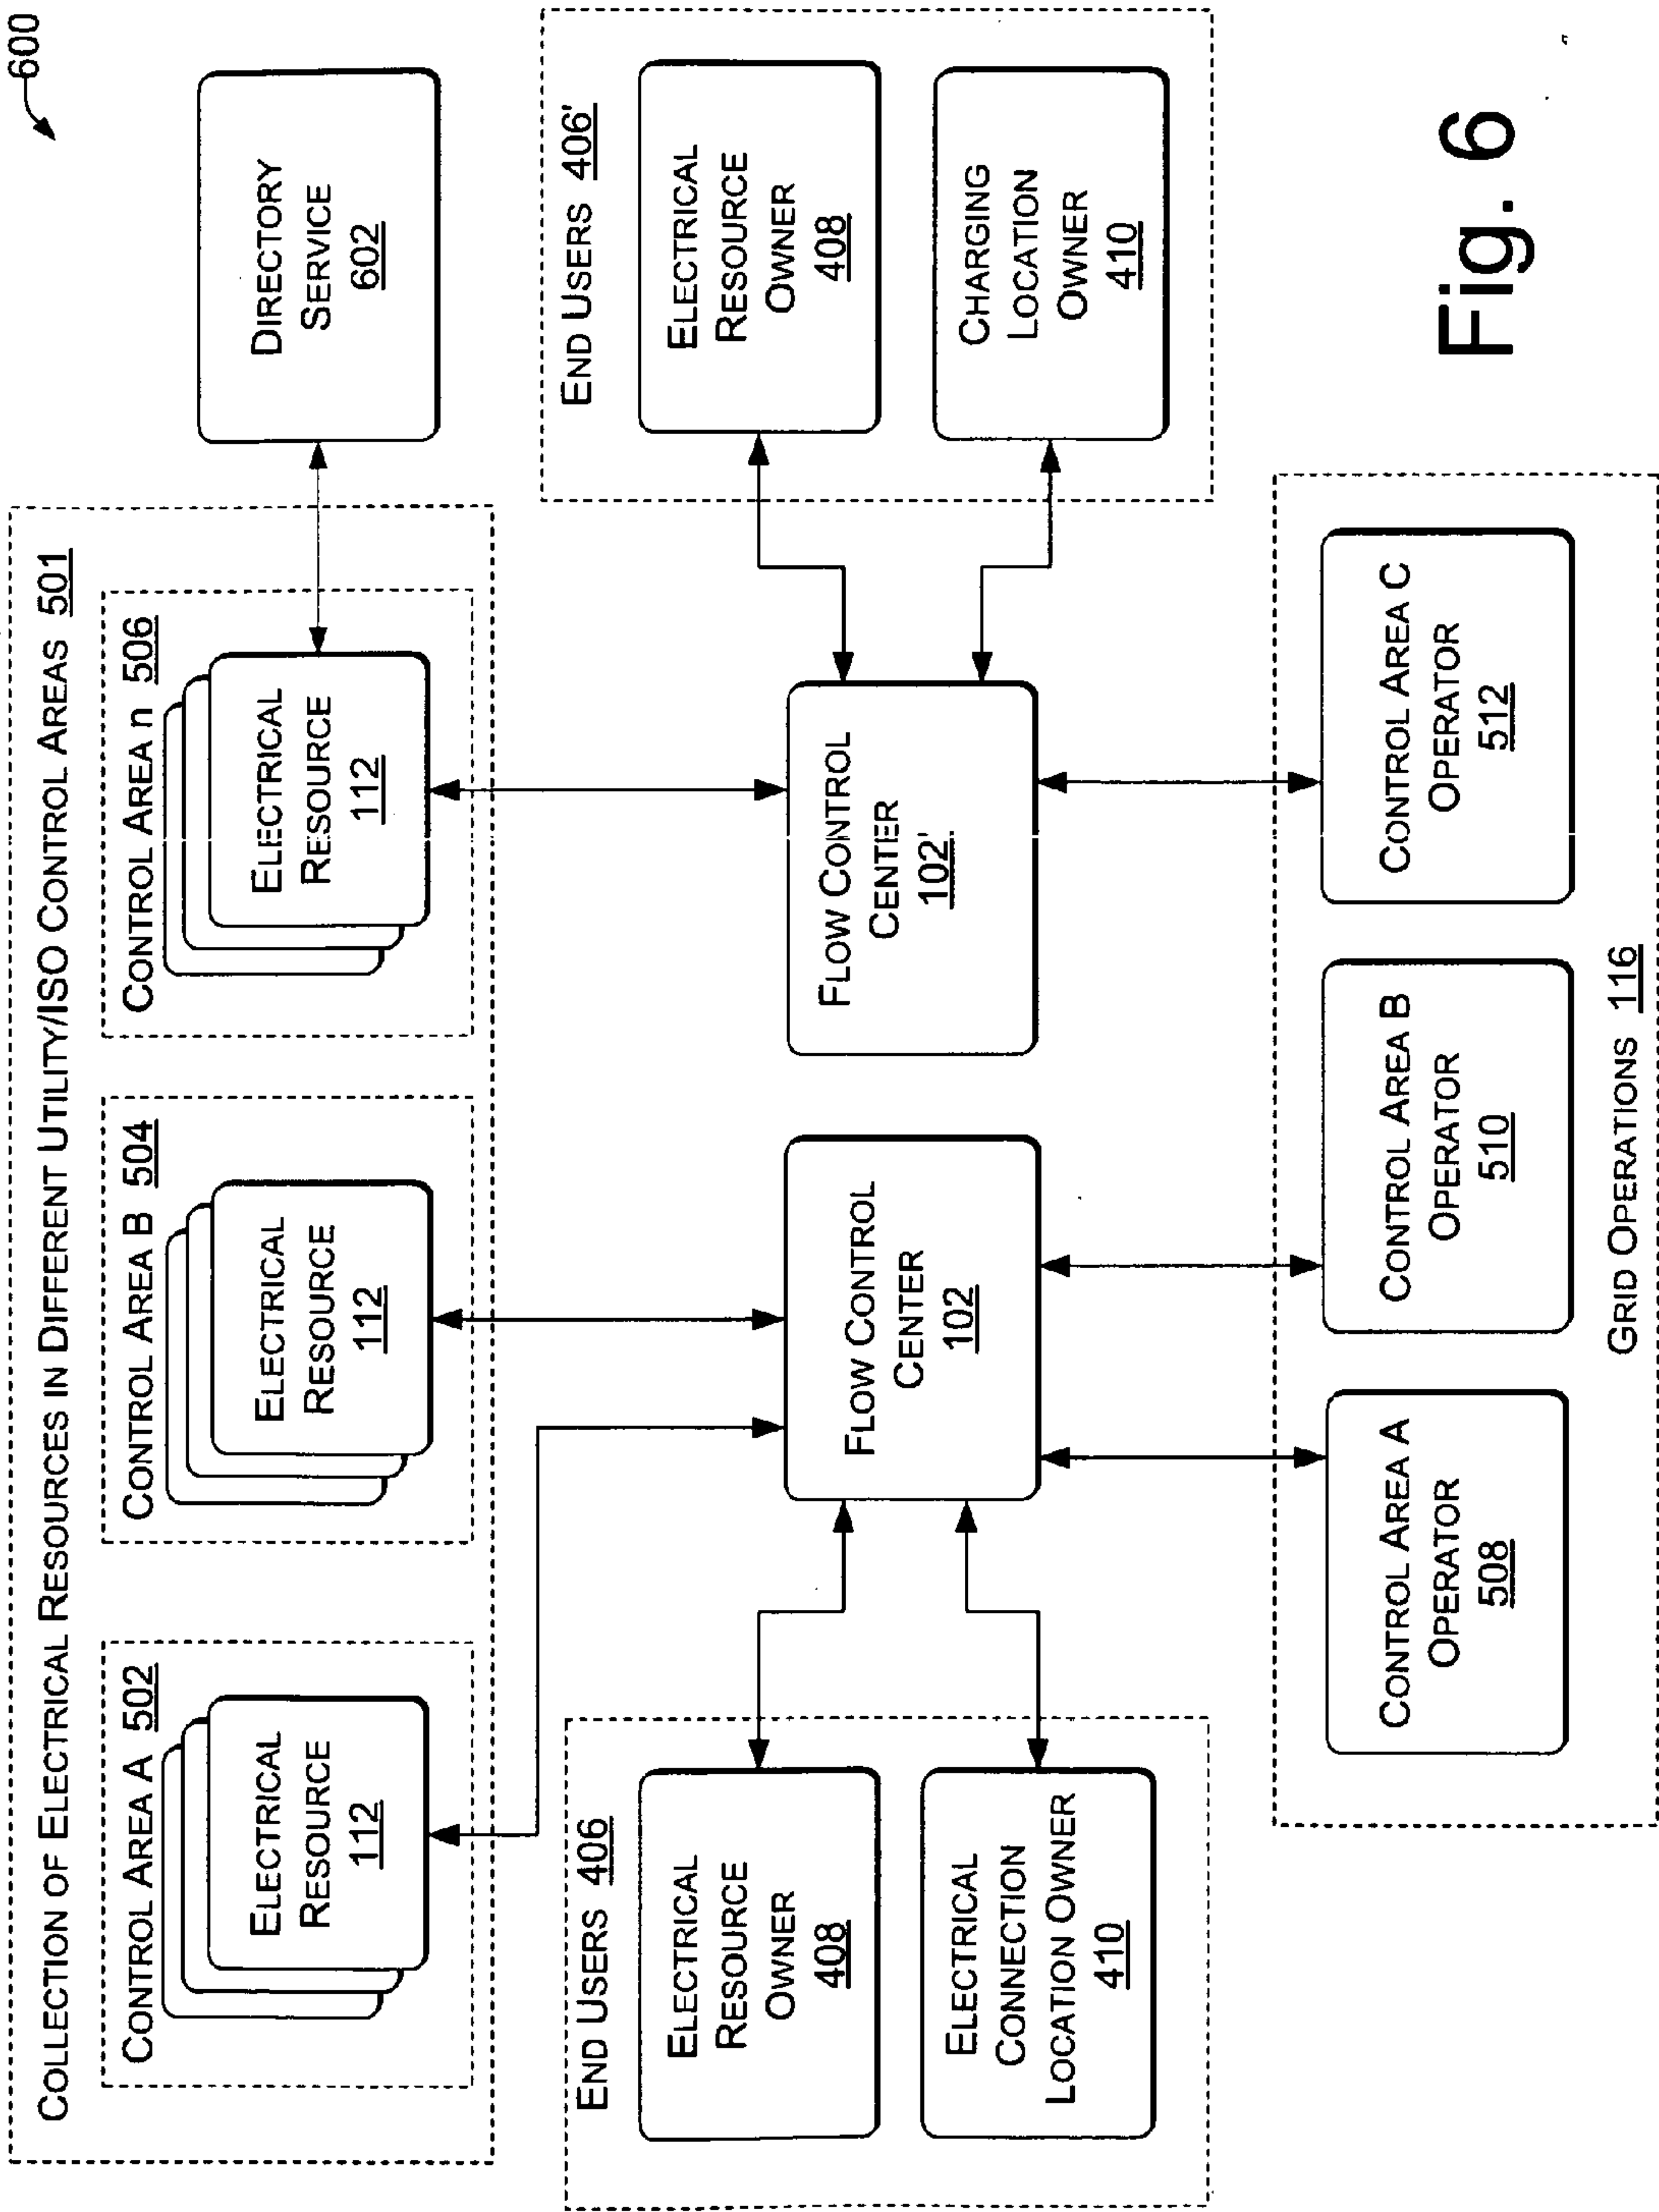 600
COLLECTION OF ELECTRICAL RESOURCES IN DIFFERENT UTILITY/ISO CONTROL AREAS 501
CONTROL AREA A 502
ELECTRICAL
RESOURCE
112
CONTROL AREA B 504
ELECTRICAL
RESOURCE
112
CONTROL AREA n 506
ELECTRICAL
RESOURCE
112
DIRECTORY
SERVICE
602
END USERS 406
ELECTRICAL
RESOURCE
OWNER
408
ELECTRICAL
CONNECTION
LOCATION OWNER
410
FLOW CONTROL
CENTER
102
FLOW CONTROL
CENTER
102'
END USERS 406'
ELECTRICAL
RESOURCE
OWNER
408
CHARGING
LOCATION
OWNER
410
CONTROL AREA A
OPERATOR
508
CONTROL AREA B
OPERATOR
510
CONTROL AREA C
OPERATOR
512
GRID OPERATIONS 116
Fig. 6